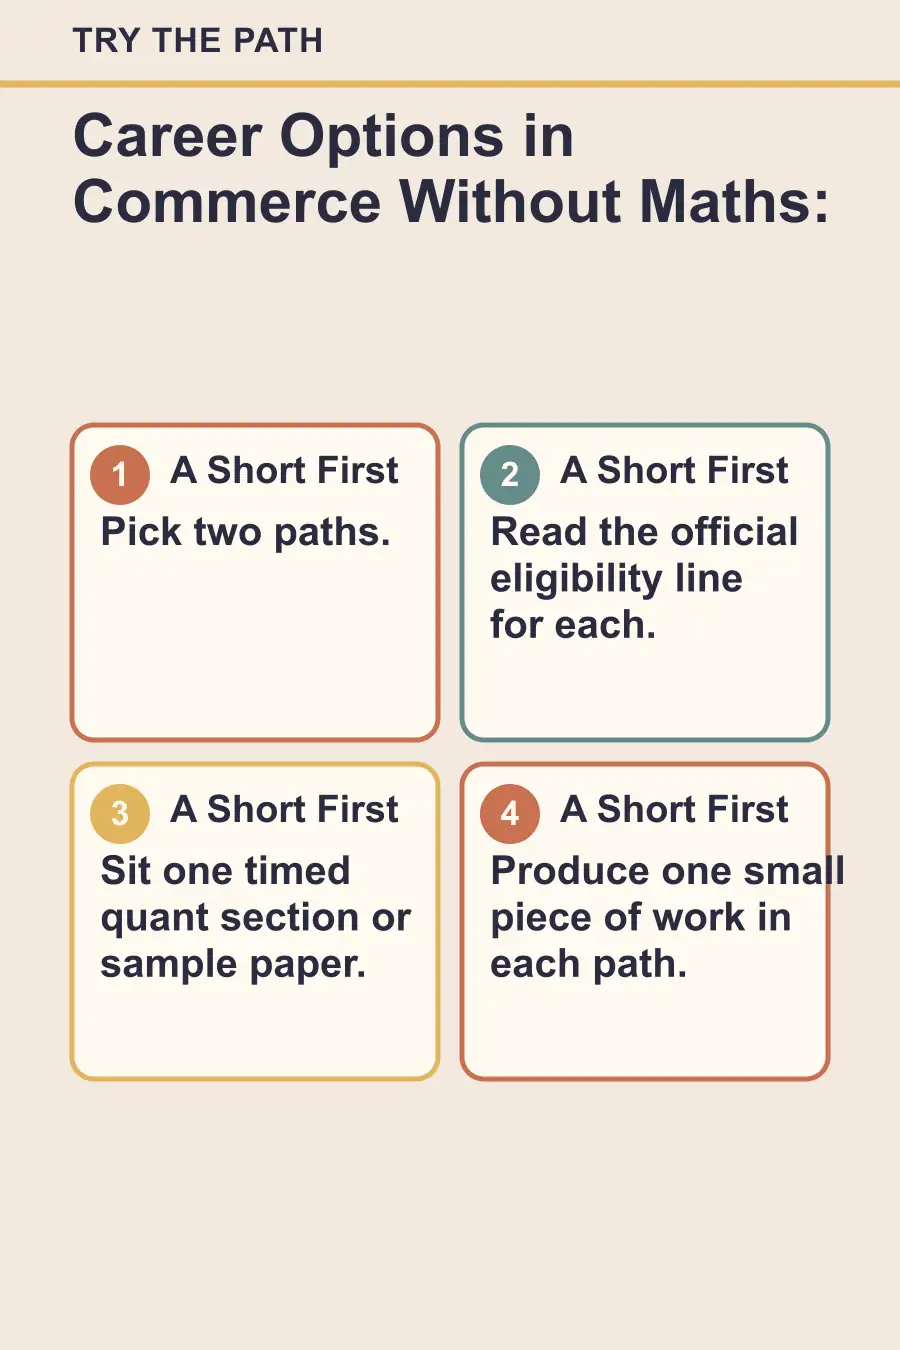 TRY THE PATH
Career Options in
Commerce Without Maths:
1 A Short First
Pick two paths.
2 A Short First
Read the official
eligibility line
for each.
3 A Short First
Sit one timed
quant section or
sample paper.
4 A Short First
Produce one small
piece of work in
each path.